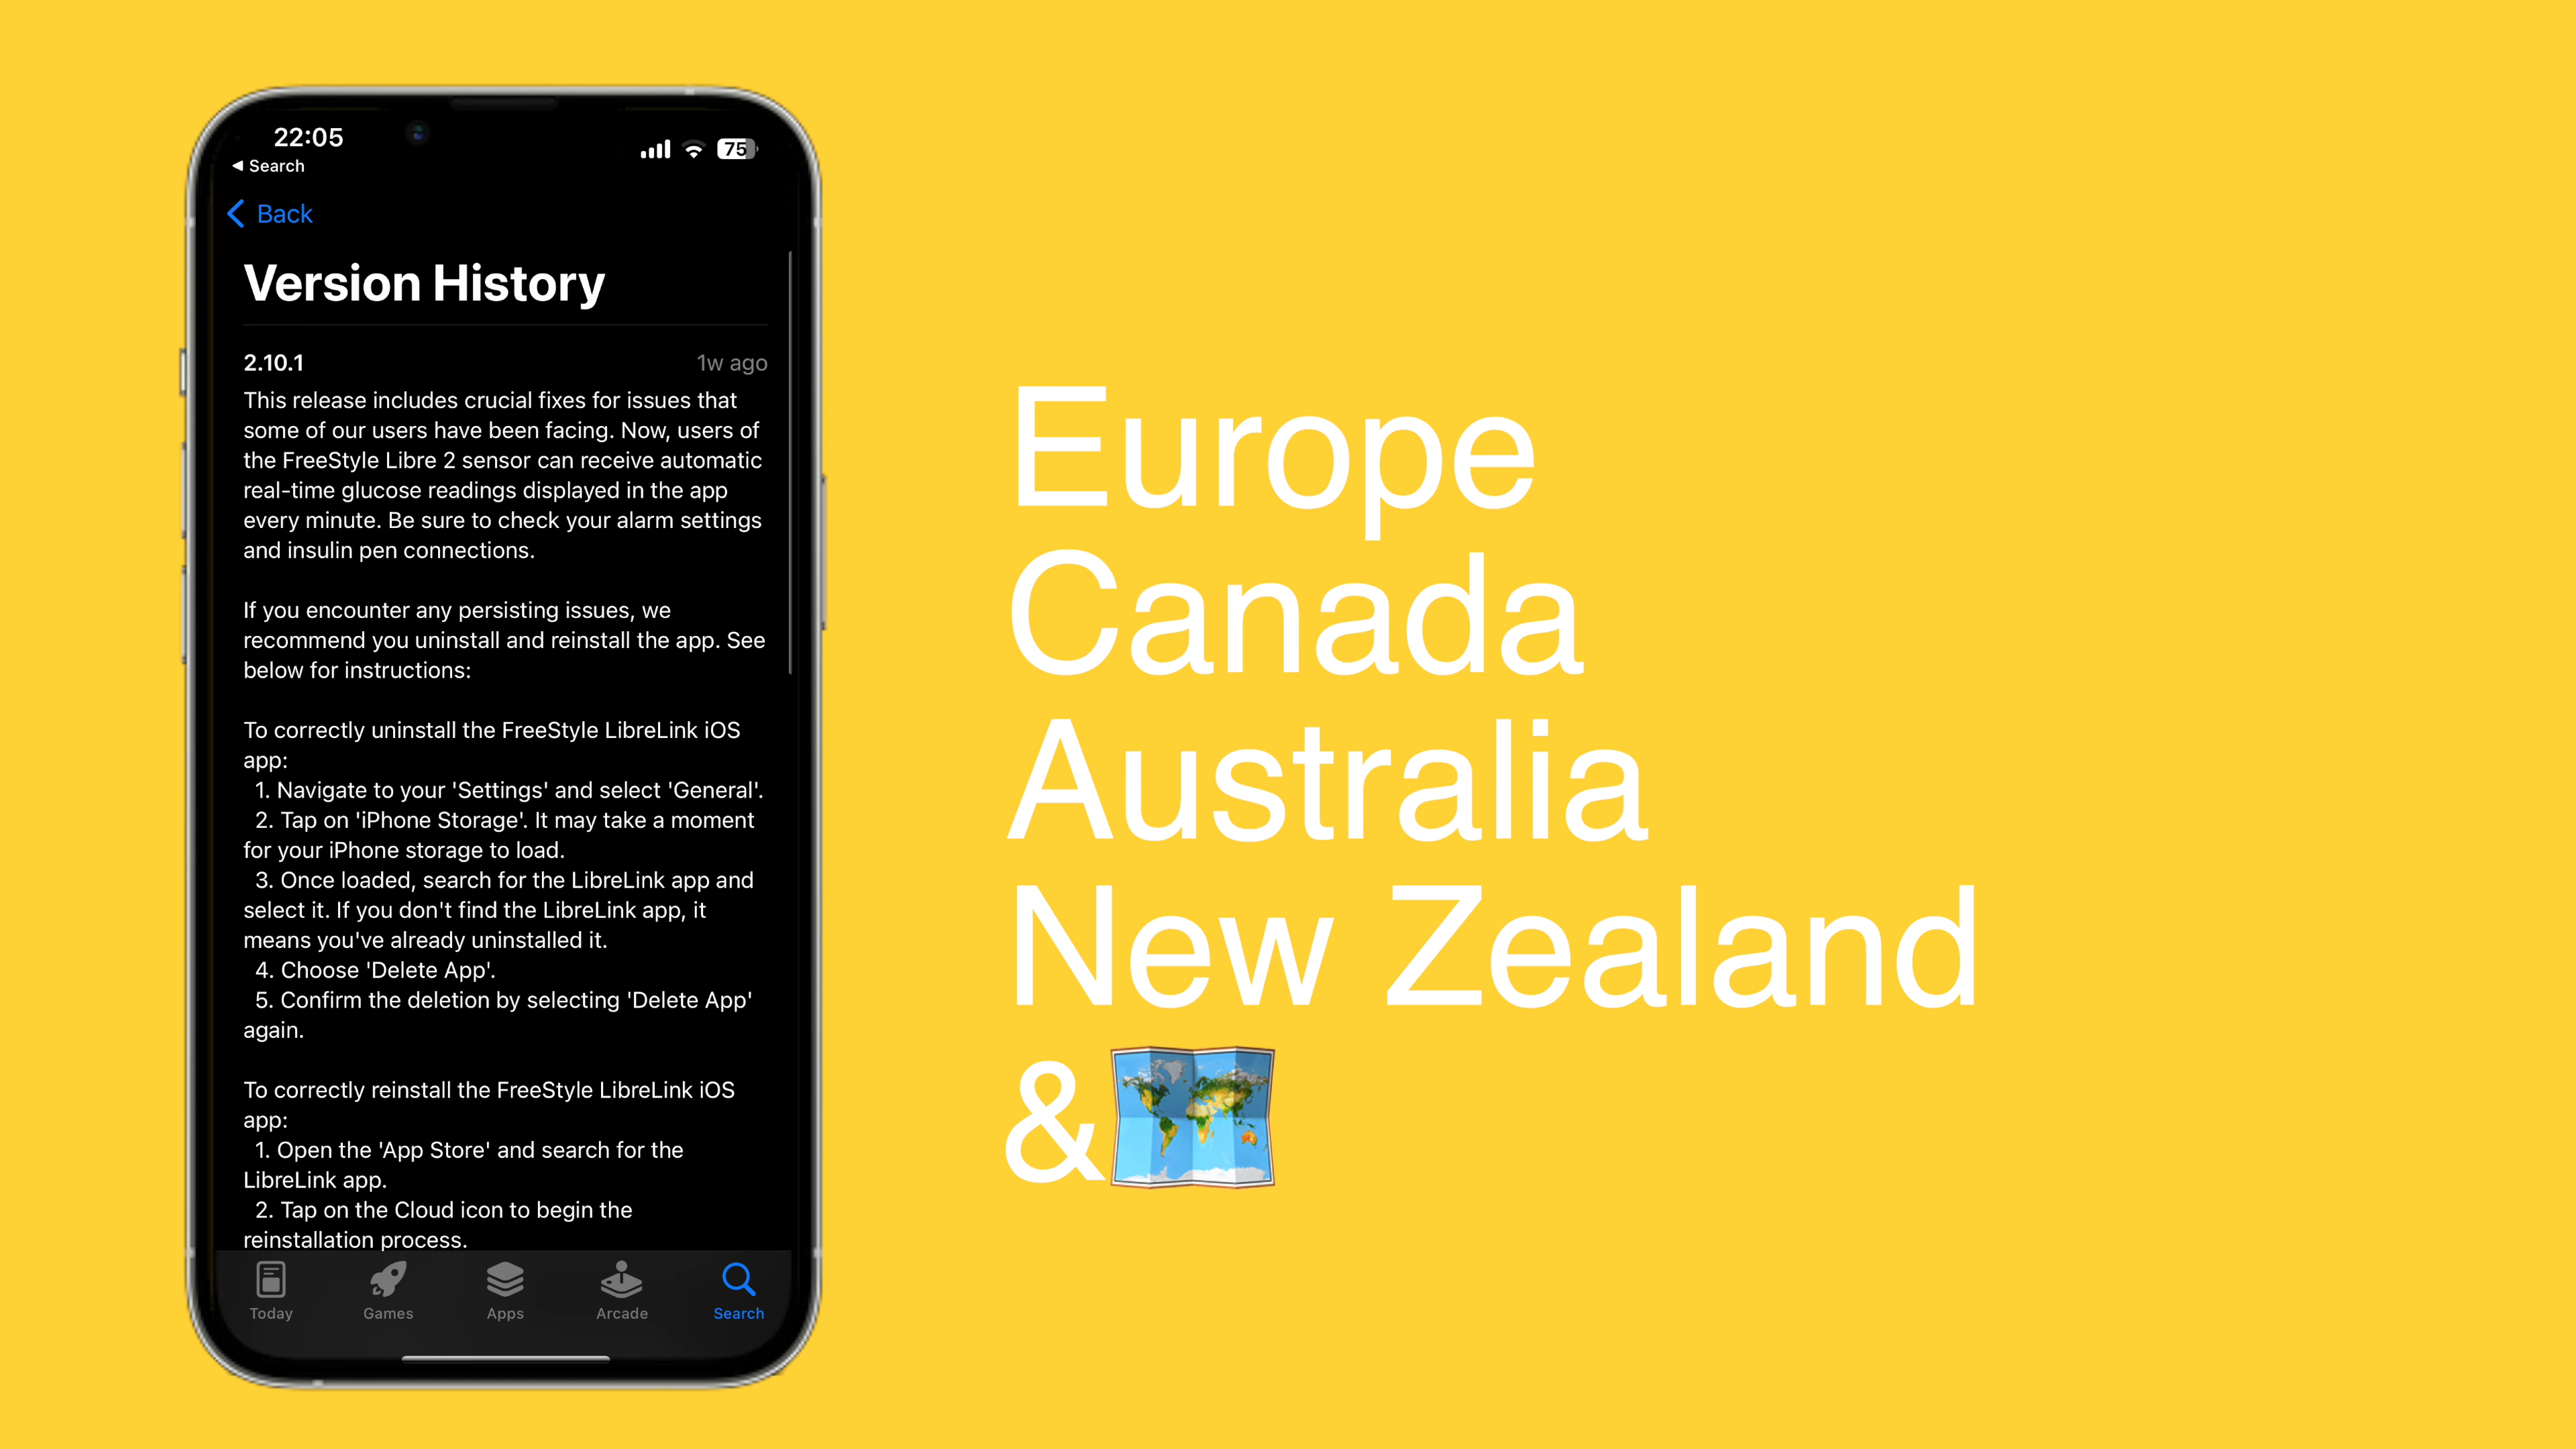 22:05
75
◀ Search
Back
Version History
2.10.1
1w ago
This release includes crucial fixes for issues that
some of our users have been facing. Now, users of
the FreeStyle Libre 2 sensor can receive automatic
real-time glucose readings displayed in the app
every minute. Be sure to check your alarm settings
and insulin pen connections.
If you encounter any persisting issues, we
recommend you uninstall and reinstall the app. See
below for instructions:
To correctly uninstall the FreeStyle LibreLink iOS
app:
1. Navigate to your 'Settings' and select 'General'.
2. Tap on 'iPhone Storage'. It may take a moment
for your iPhone storage to load.
3. Once loaded, search for the LibreLink app and
select it. If you don't find the LibreLink app, it
means you've already uninstalled it.
4. Choose 'Delete App'.
5. Confirm the deletion by selecting 'Delete App'
again.
To correctly reinstall the FreeStyle LibreLink iOS
app:
1. Open the 'App Store' and search for the
LibreLink app.
2. Tap on the Cloud icon to begin the
reinstallation process.
Today
Games
Apps
Arcade
Search
Europe
Canada
Australia
New Zealand
&